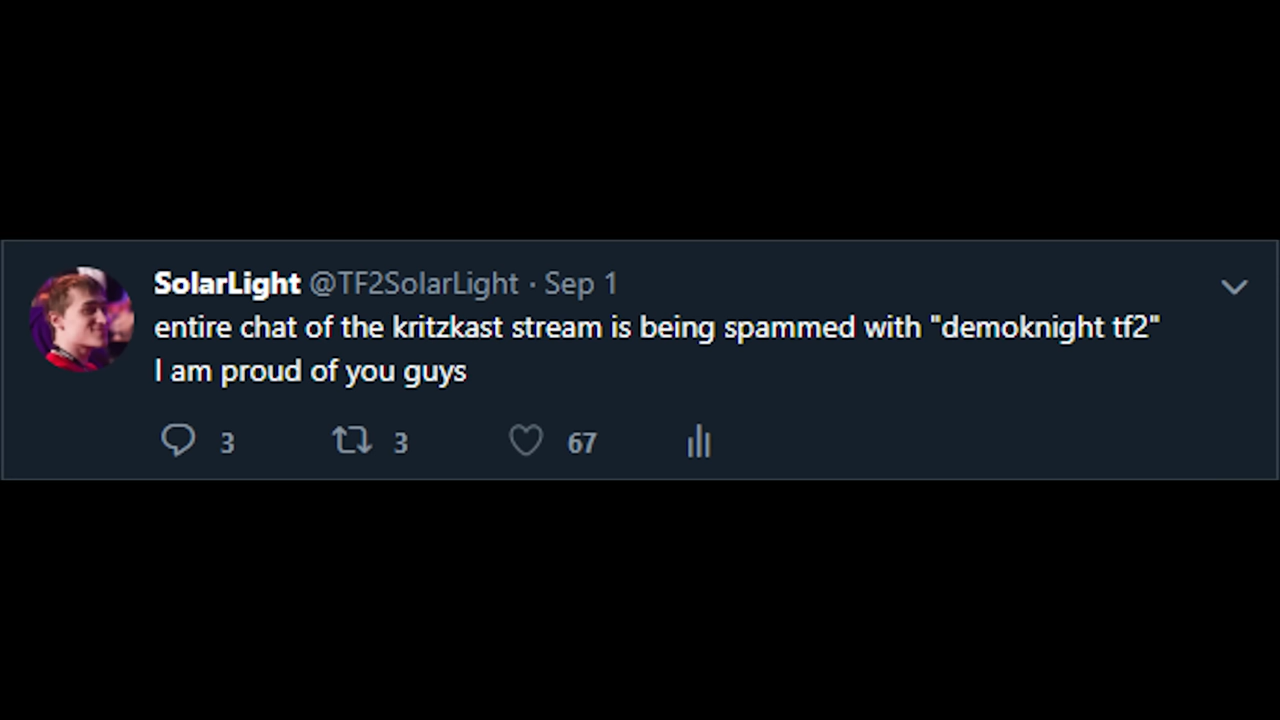 SolarLight @TF2SolarLight · Sep 1
entire chat of the kritzkast stream is being spammed with "demoknight tf2"
I am proud of you guys
3 3 67